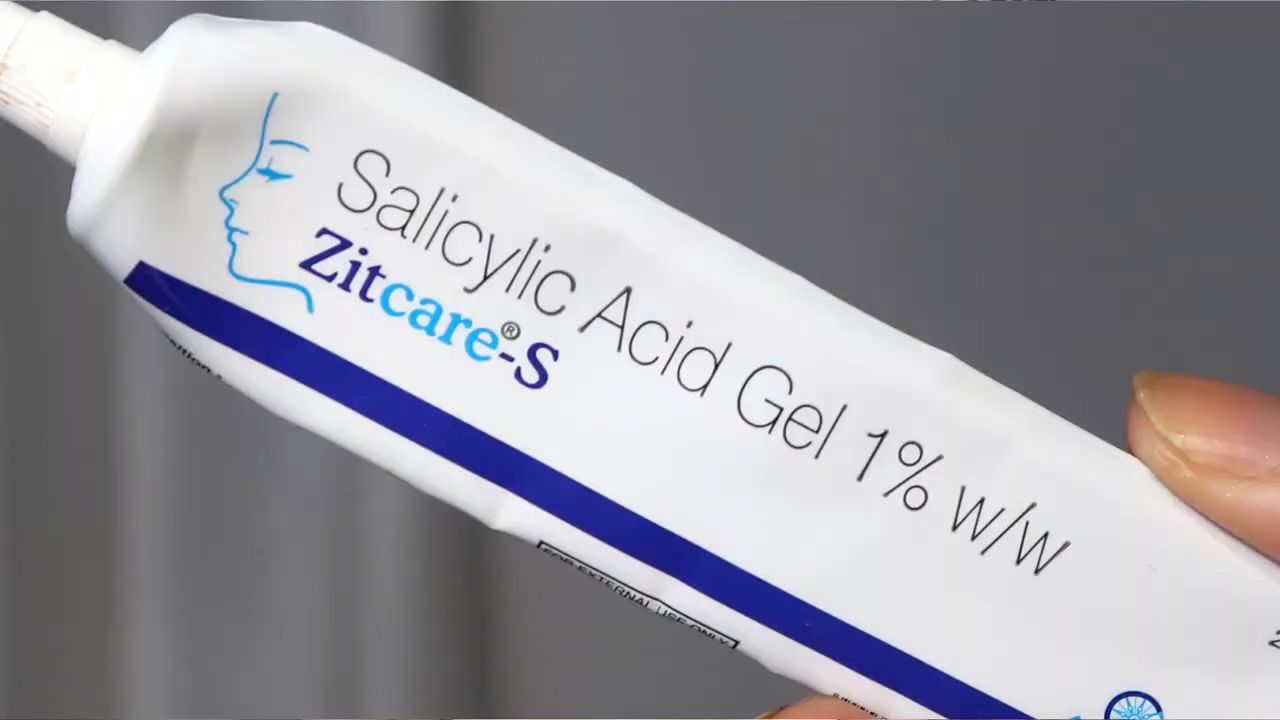 Salicylic Acid Gel 1% w/w
Zitcare®-S
FOR EXTERNAL USE ONLY